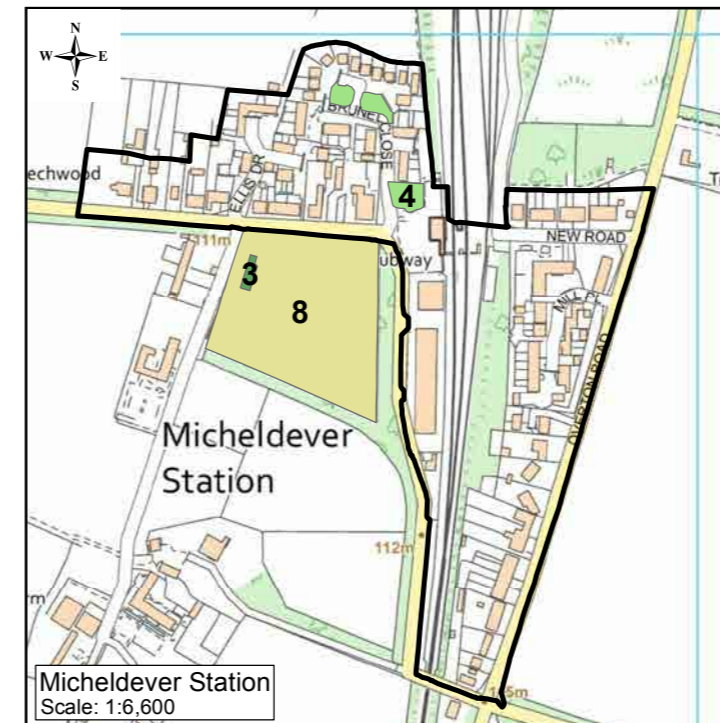 N
W E
S
BRUNEL CLOSE
echwood
ELLIS DR
4
111m
NEW ROAD
ubway
3
8
MILL CL
OVERTON ROAD
Micheldever
Station
112m
rm
Micheldever Station
Scale: 1:6,600